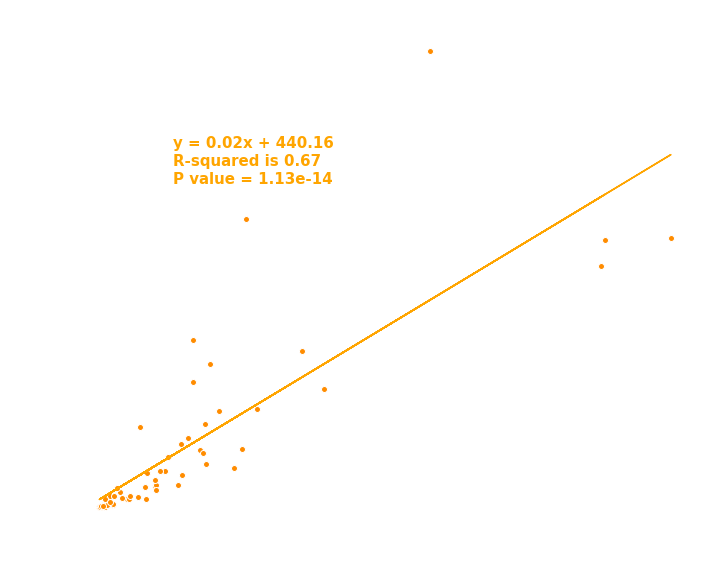 y = 0.02x + 440.16
R-squared is 0.67
P value = 1.13e-14